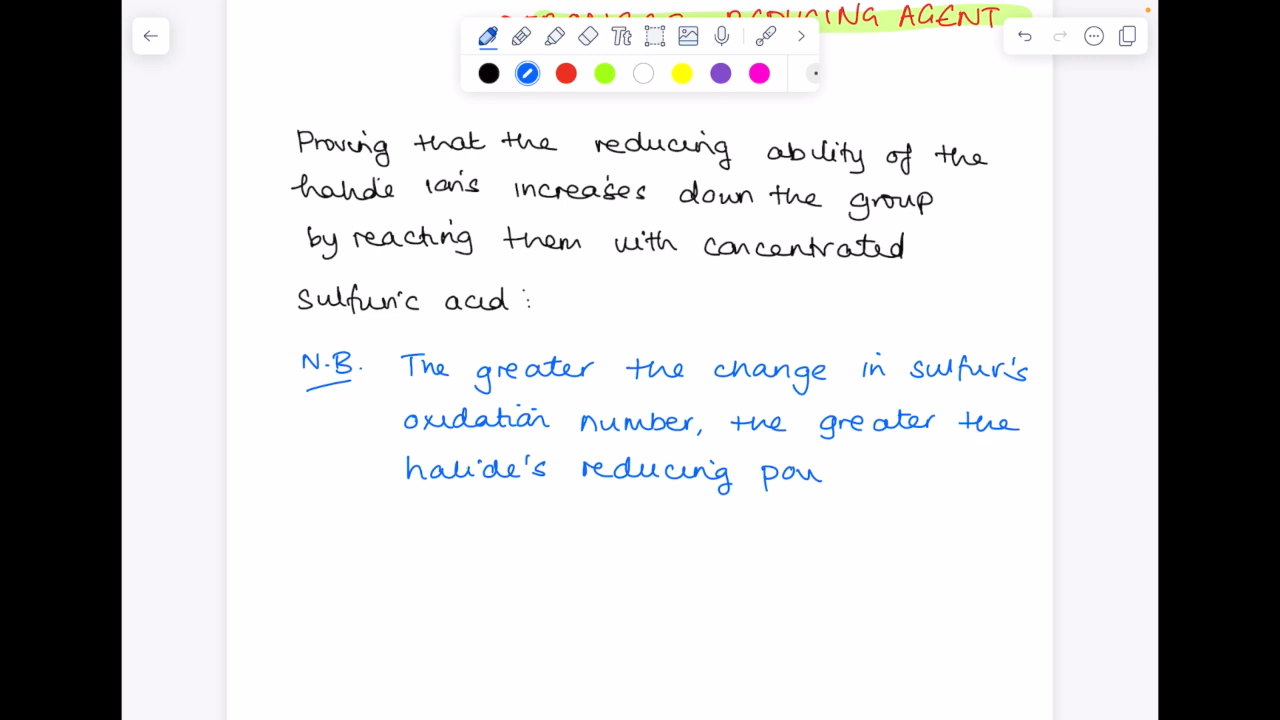 REDUCING AGENT
Tt
Proving that the reducing ability of the
halide ions increases down the group
by reacting them with concentrated
sulfuric acid :
N.B. The greater the change in sulfur's
oxidation number, the greater the
halide's reducing pow